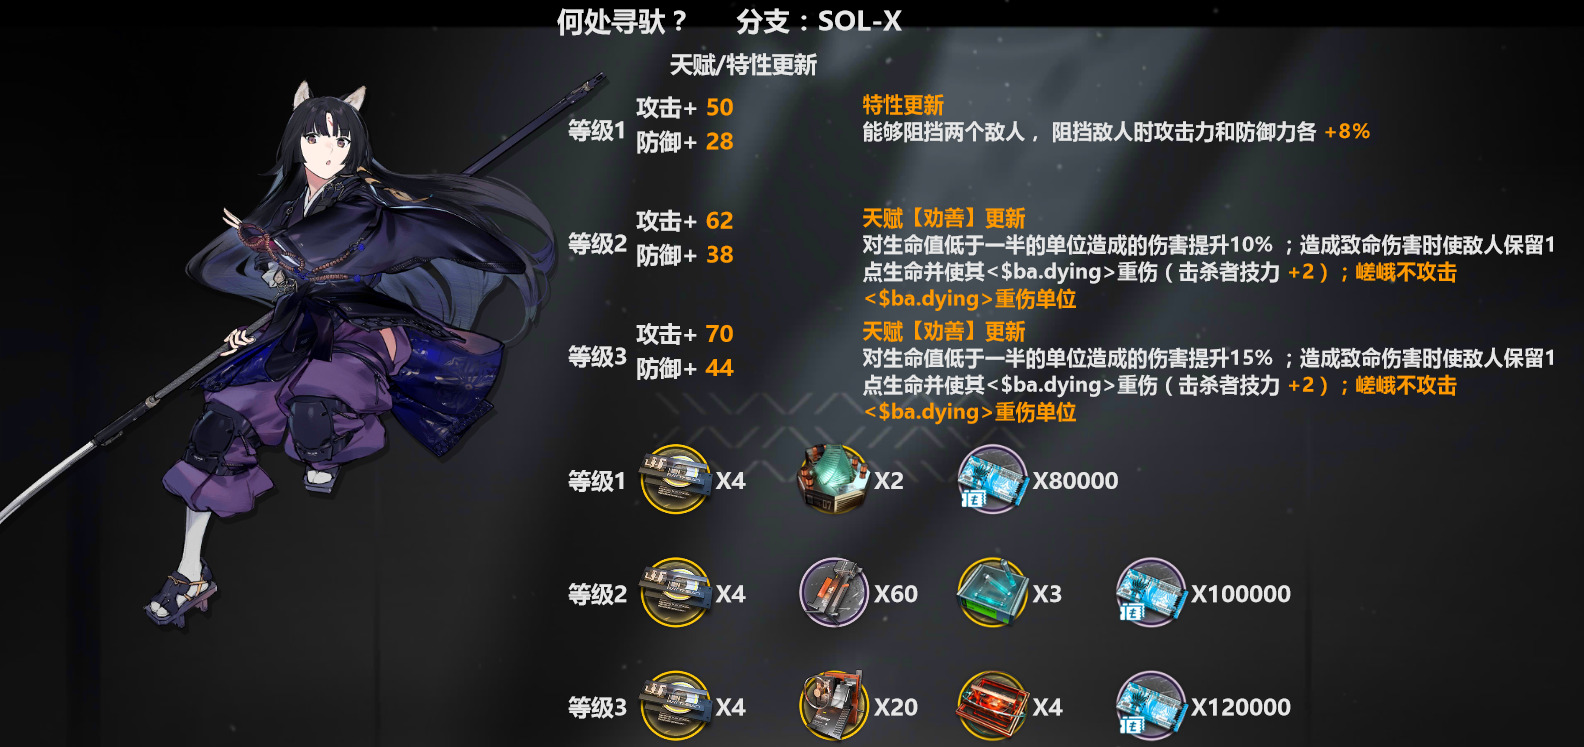 何处寻驮？ 分支：SOL-X
天赋/特性更新
等级1
攻击+ 50
防御+ 28
特性更新
能够阻挡两个敌人，阻挡敌人时攻击力和防御力各 +8%
等级2
攻击+ 62
防御+ 38
天赋【劝善】更新
对生命值低于一半的单位造成的伤害提升10% ；造成致命伤害时使敌人保留1
点生命并使其<$ba.dying>重伤（击杀者技力 +2）；嵯峨不攻击
<$ba.dying>重伤单位
等级3
攻击+ 70
防御+ 44
天赋【劝善】更新
对生命值低于一半的单位造成的伤害提升15% ；造成致命伤害时使敌人保留1
点生命并使其<$ba.dying>重伤（击杀者技力 +2）；嵯峨不攻击
<$ba.dying>重伤单位
等级1 X4 X2 X80000
等级2 X4 X60 X3 X100000
等级3 X4 X20 X4 X120000